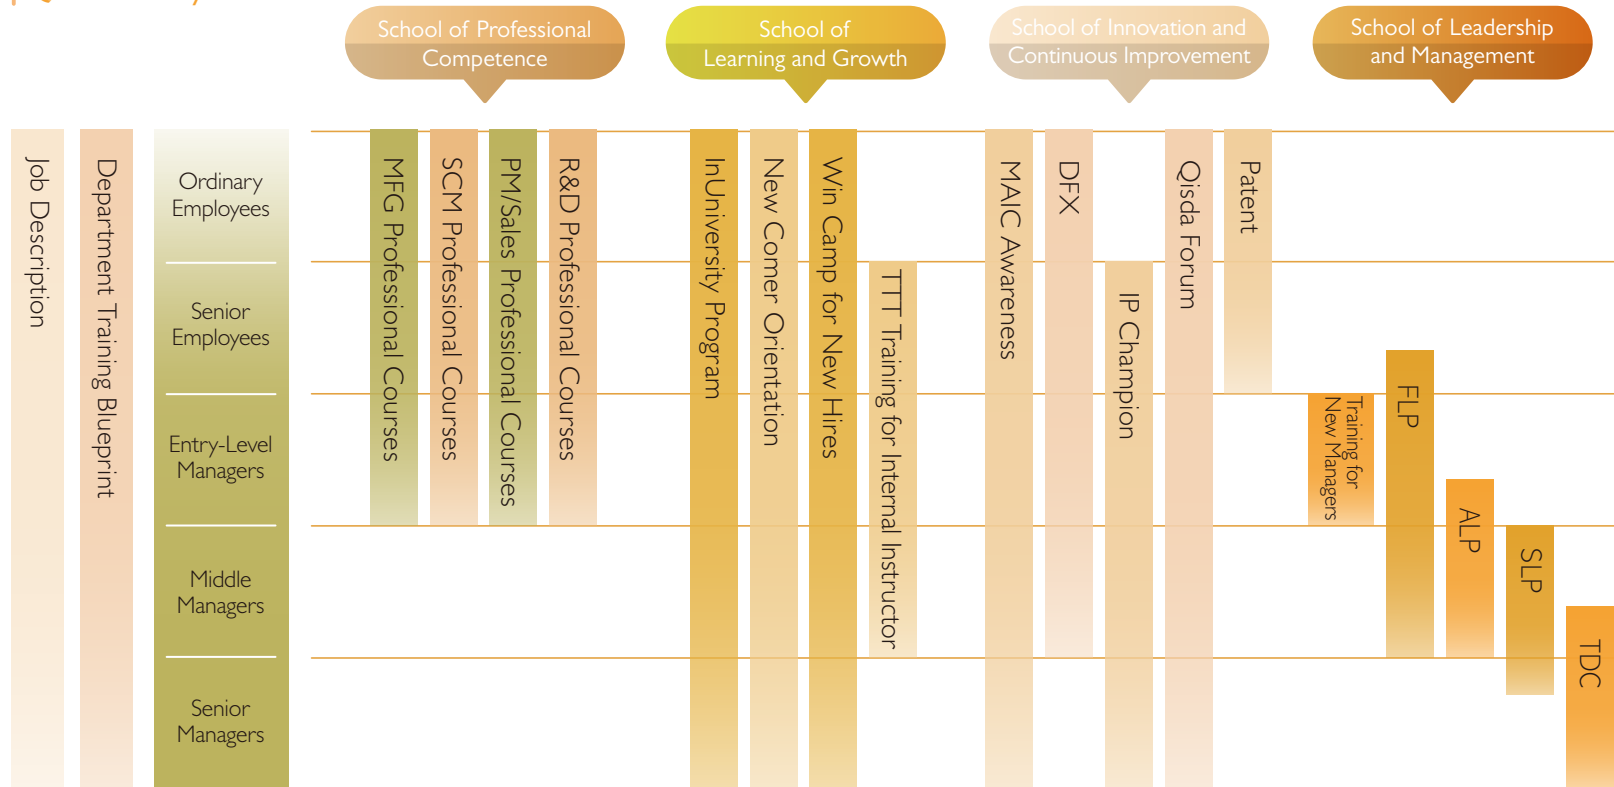 School of Professional
Competence
School of
Learning and Growth
School of Innovation and
Continuous Improvement
School of Leadership
and Management
Job Description
Department Training Blueprint
Ordinary
Employees
Senior
Employees
Entry-Level
Managers
Middle
Managers
Senior
Managers
MFG Professional Courses
SCM Professional Courses
PM/Sales Professional Courses
R&D Professional Courses
InUniversity Program
New Comer Orientation
Win Camp for New Hires
TTT Training for Internal Instructor
MAIC Awareness
DFX
IP Champion
Qisda Forum
Patent
Training for
New Managers
FLP
ALP
SLP
TDC